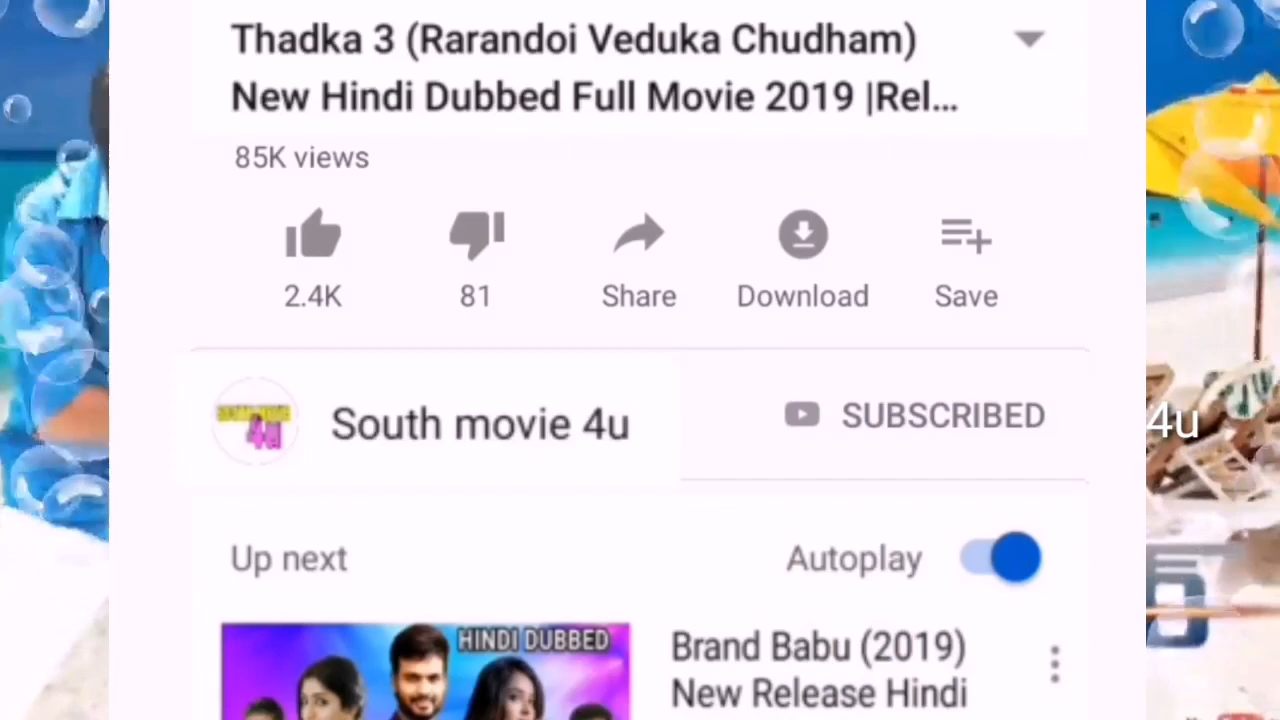 Thadka 3 (Rarandoi Veduka Chudham)
New Hindi Dubbed Full Movie 2019 |Rel...
85K views
2.4K
81
Share
Download
Save
South movie 4u
SUBSCRIBED
4u
Up next
Autoplay
HINDI DUBBED
Brand Babu (2019)
New Release Hindi